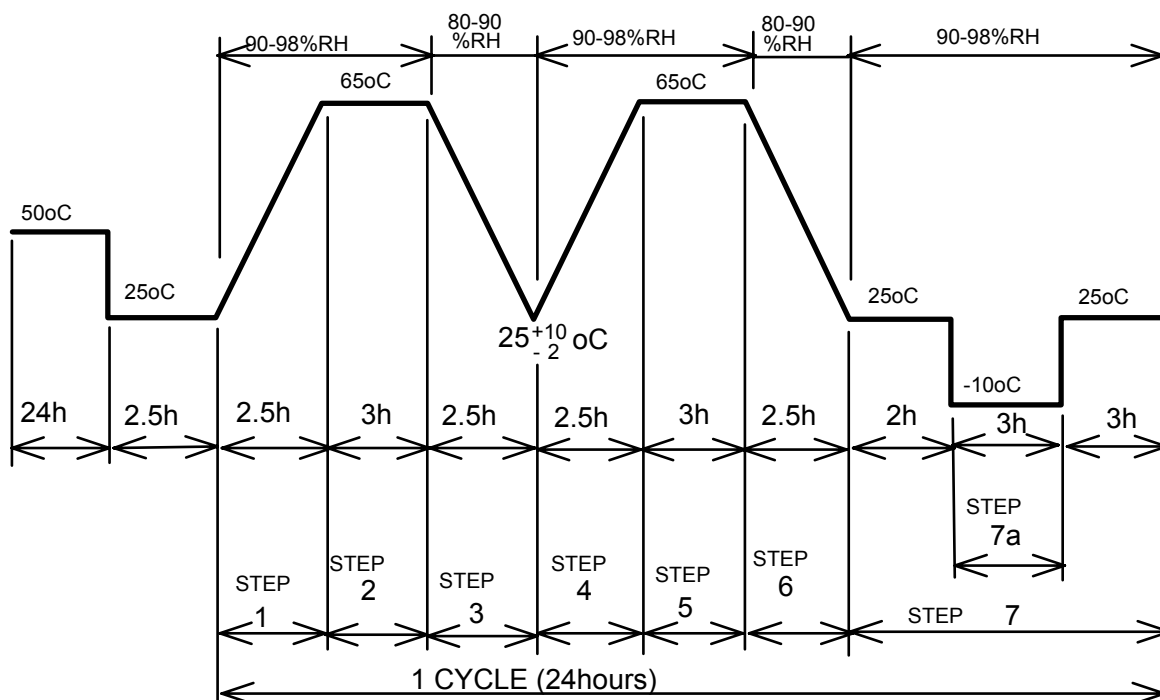 80-90
%RH
80-90
%RH
90-98%RH
90-98%RH
90-98%RH
65oC
65oC
50oC
25oC
25oC
25oC
25 +10 oC
- 2
-10oC
24h
2.5h
2.5h
3h
2.5h
2.5h
3h
2.5h
2h
3h
3h
STEP
7a
STEP
1
STEP
2
STEP
3
STEP
4
STEP
5
STEP
6
STEP 7
1 CYCLE (24hours)